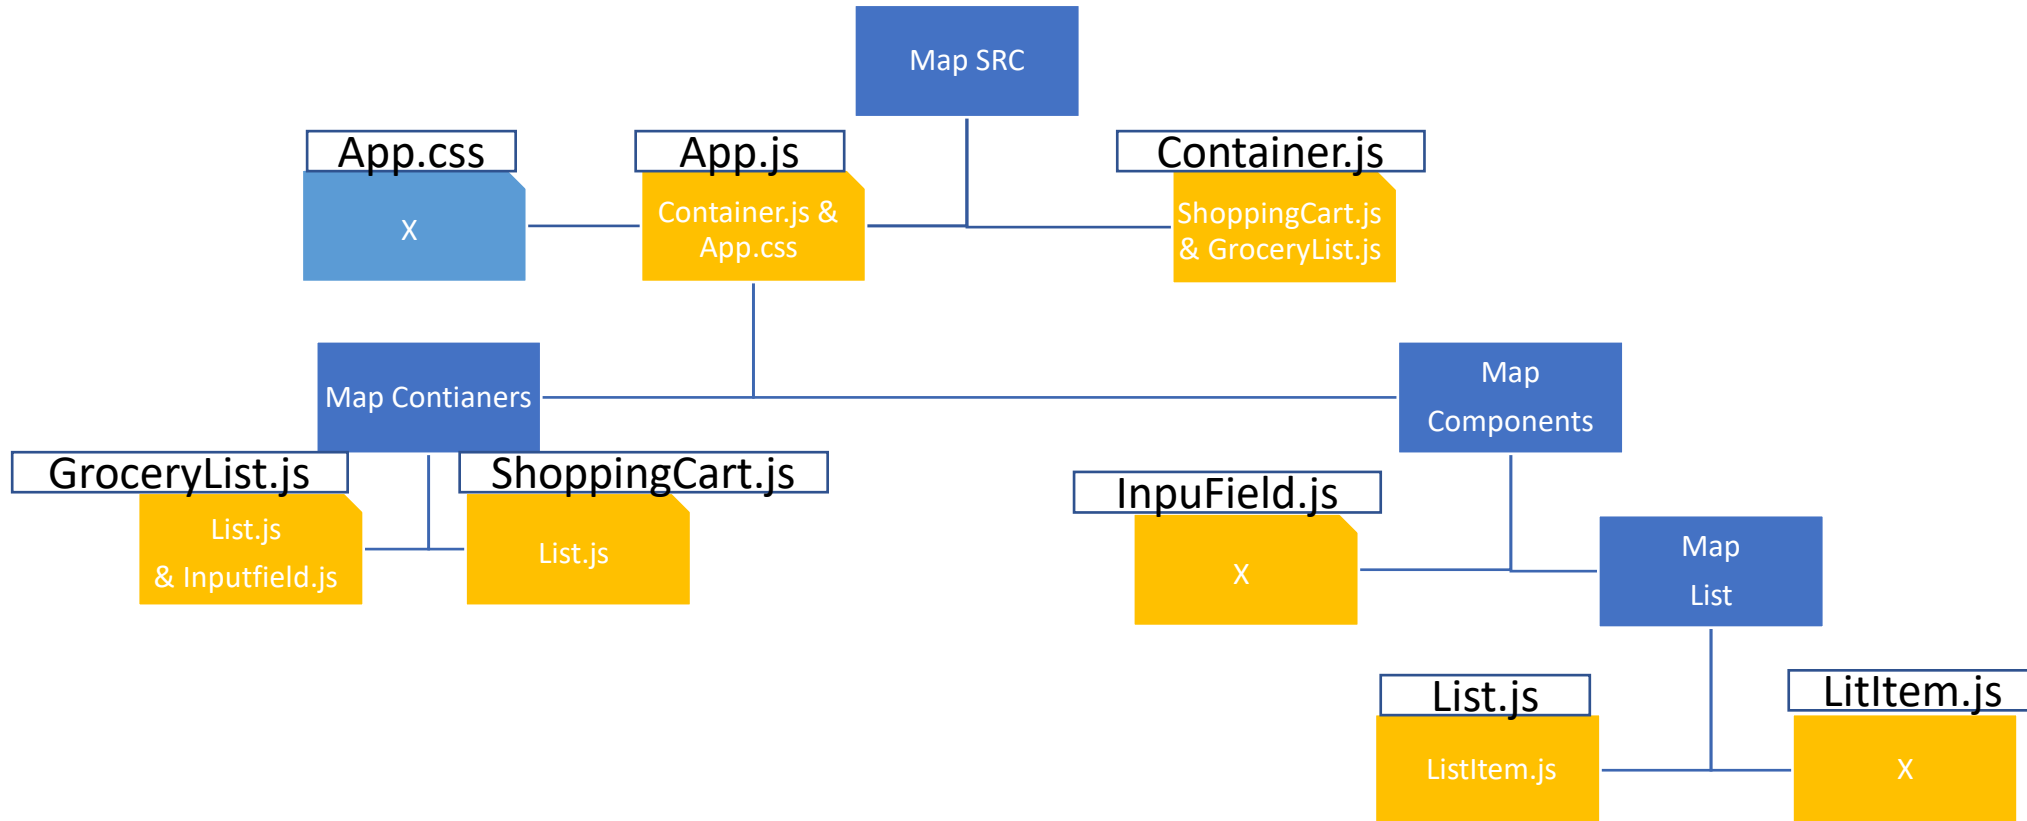 Map SRC
App.css
App.js
Container.js
X
Container.js &
App.css
ShoppingCart.js
& GroceryList.js
Map Contianers
Map
Components
GroceryList.js
ShoppingCart.js
List.js
& Inputfield.js
List.js
InpuField.js
X
Map
List
List.js
LitItem.js
ListItem.js
X